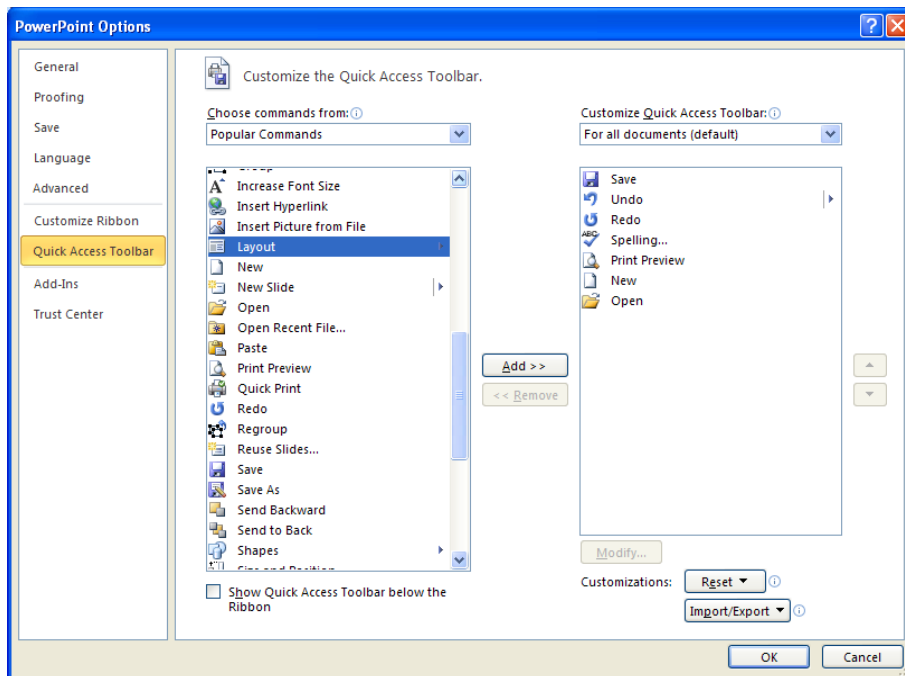 PowerPoint Options
General
Proofing
Save
Language
Advanced
Customize Ribbon
Quick Access Toolbar
Add-Ins
Trust Center
Customize the Quick Access Toolbar.
Choose commands from:
Popular Commands
Increase Font Size
Insert Hyperlink
Insert Picture from File
Layout
New
New Slide
Open
Open Recent File...
Paste
Print Preview
Quick Print
Redo
Regroup
Reuse Slides...
Save
Save As
Send Backward
Send to Back
Shapes
Size and Position
Show Quick Access Toolbar below the
Ribbon
Add >>
<< Remove
Customize Quick Access Toolbar:
For all documents (default)
Save
Undo
Redo
Spelling...
Print Preview
New
Open
Modify...
Customizations:
Reset
Import/Export
OK
Cancel